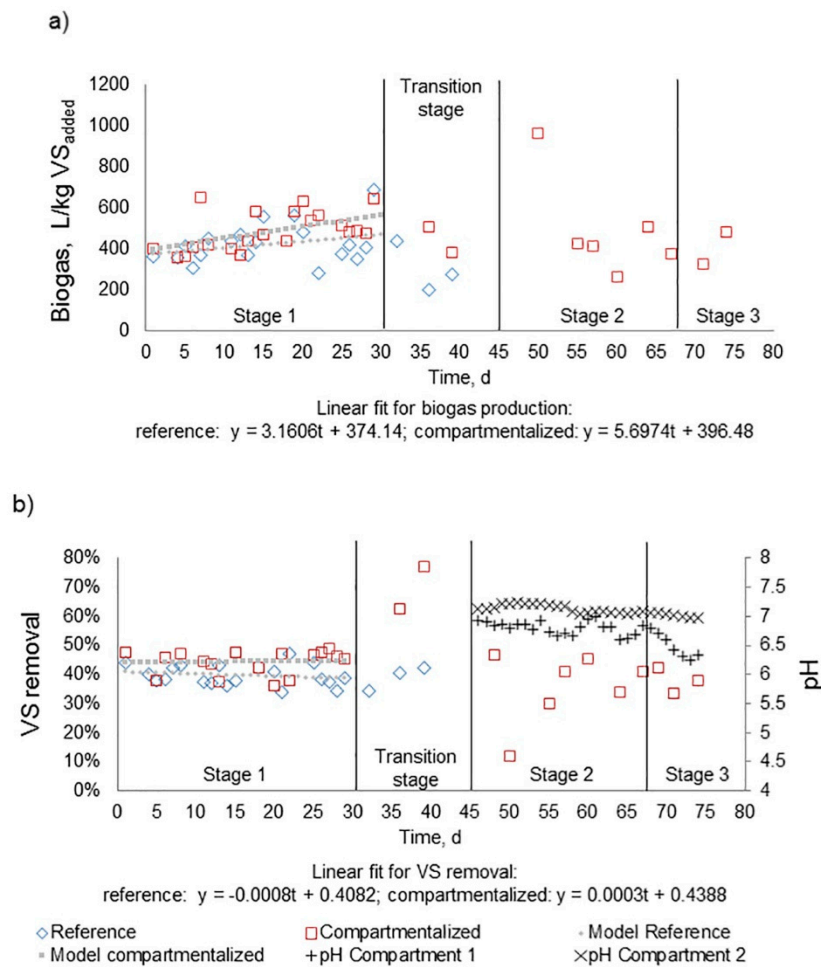 a)
1200
1000
800
600
400
200
0
Biogas, L/kg VSadded
Transition
stage
Stage 1
Stage 2
Stage 3
0 5 10 15 20 25 30 35 40 45 50 55 60 65 70 75 80
Time, d
Linear fit for biogas production:
reference: y = 3.1606t + 374.14; compartmentalized: y = 5.6974t + 396.48
b)
80%
70%
60%
50%
40%
30%
20%
10%
0%
VS removal
8
7.5
7
6.5
6
5.5
5
4.5
4
pH
Stage 1
Transition
stage
Stage 2
Stage 3
0 5 10 15 20 25 30 35 40 45 50 55 60 65 70 75 80
Time, d
Linear fit for VS removal:
reference: y = -0.0008t + 0.4082; compartmentalized: y = 0.0003t + 0.4388
Reference Compartmentalized Model Reference
Model compartmentalized pH Compartment 1 pH Compartment 2